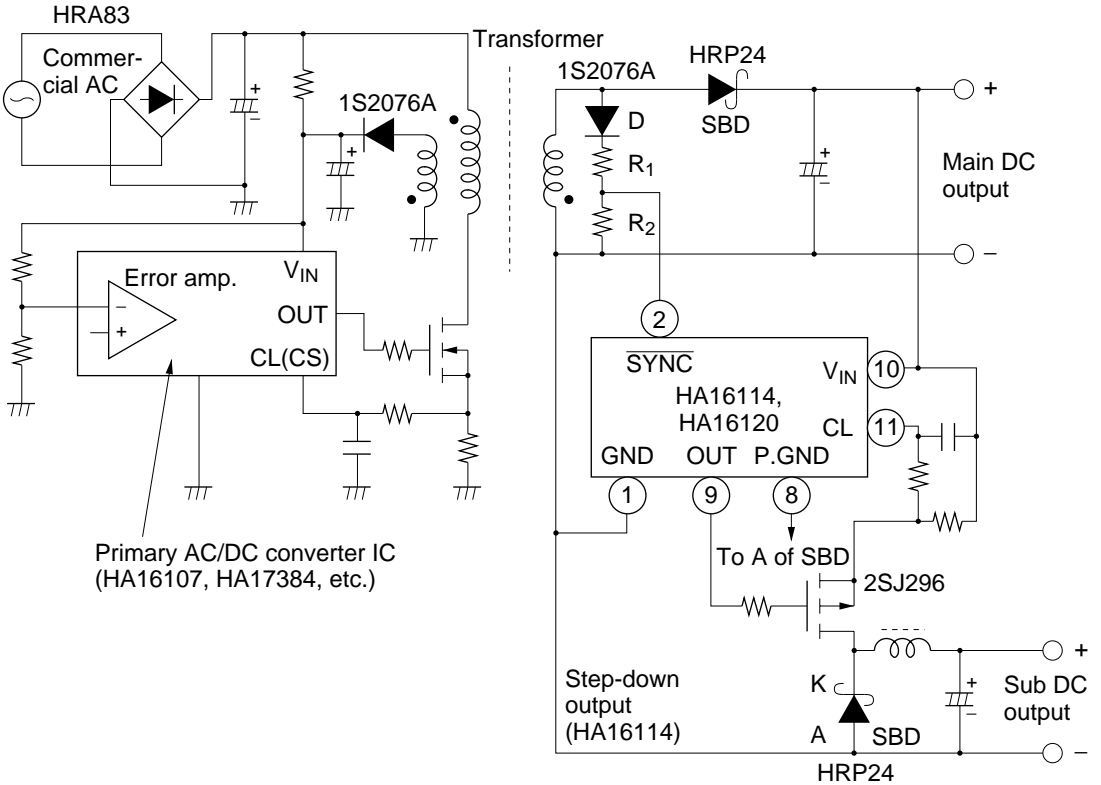 HRA83
Commer-
cial AC
+
−
1S2076A
+
−
Transformer
1S2076A
HRP24
SBD
D
R1
R2
+
−
+
Main DC
output
−
Error amp.
−
+
VIN
OUT
CL(CS)
2
SYNC
HA16114,
HA16120
VIN
10
CL
11
GND
OUT
P.GND
1
9
8
To A of SBD
Primary AC/DC converter IC
(HA16107, HA17384, etc.)
2SJ296
Step-down
output
(HA16114)
K
A
SBD
HRP24
+
−
+
Sub DC
output
−